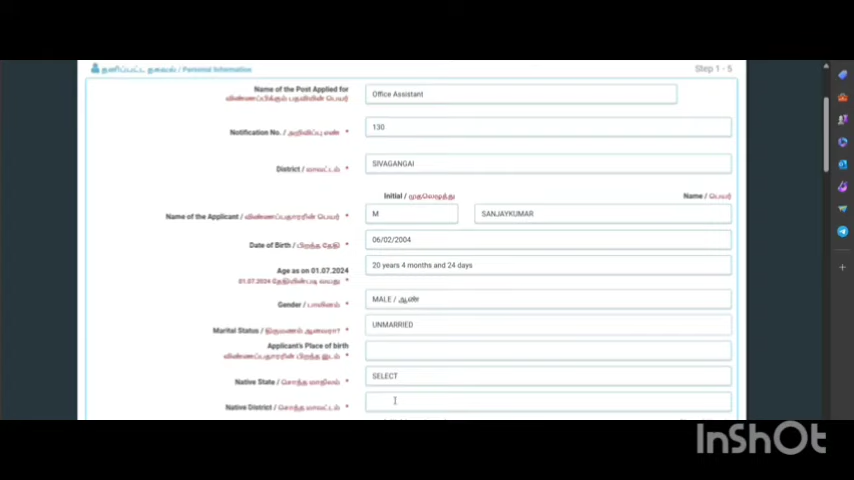 தனிப்பட்ட தகவல் / Personal Information
Step 1 - 5
Name of the Post Applied for
விண்ணப்பிக்கும் பதவியின் பெயர்
Office Assistant
Notification No. / அறிவிப்பு எண் *
130
District / மாவட்டம் *
SIVAGANGAI
Initial / முதலெழுத்து
Name / பெயர்
Name of the Applicant / விண்ணப்பதாரரின் பெயர் *
M
SANJAYKUMAR
Date of Birth / பிறந்த தேதி *
06/02/2004
Age as on 01.07.2024
01.07.2024 தேதியின்படி வயது *
20 years 4 months and 24 days
Gender / பாலினம் *
MALE / ஆண்
Marital Status / திருமணம் ஆனவரா? *
UNMARRIED
Applicant's Place of birth
விண்ணப்பதாரரின் பிறந்த இடம் *
Native State / சொந்த மாநிலம் *
SELECT
Native District / சொந்த மாவட்டம் *
InShOt